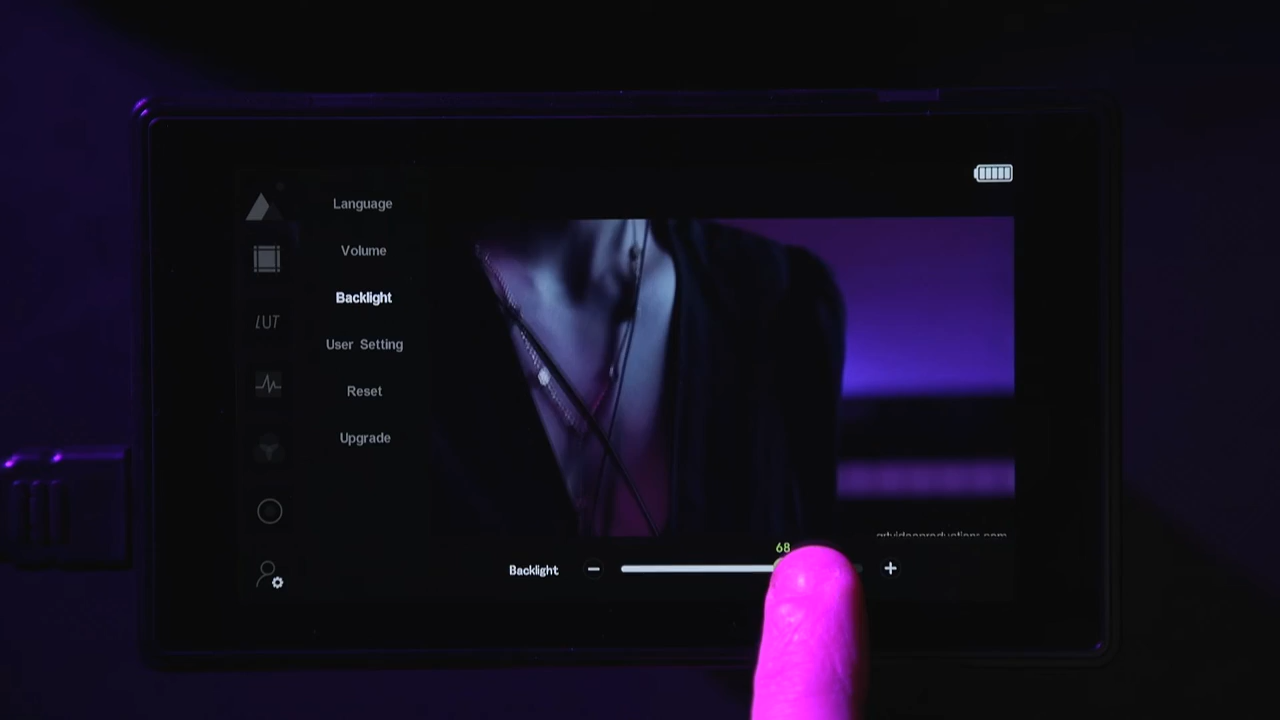 Language
Volume
Backlight
User Setting
Reset
Upgrade
LUT
68
Backlight